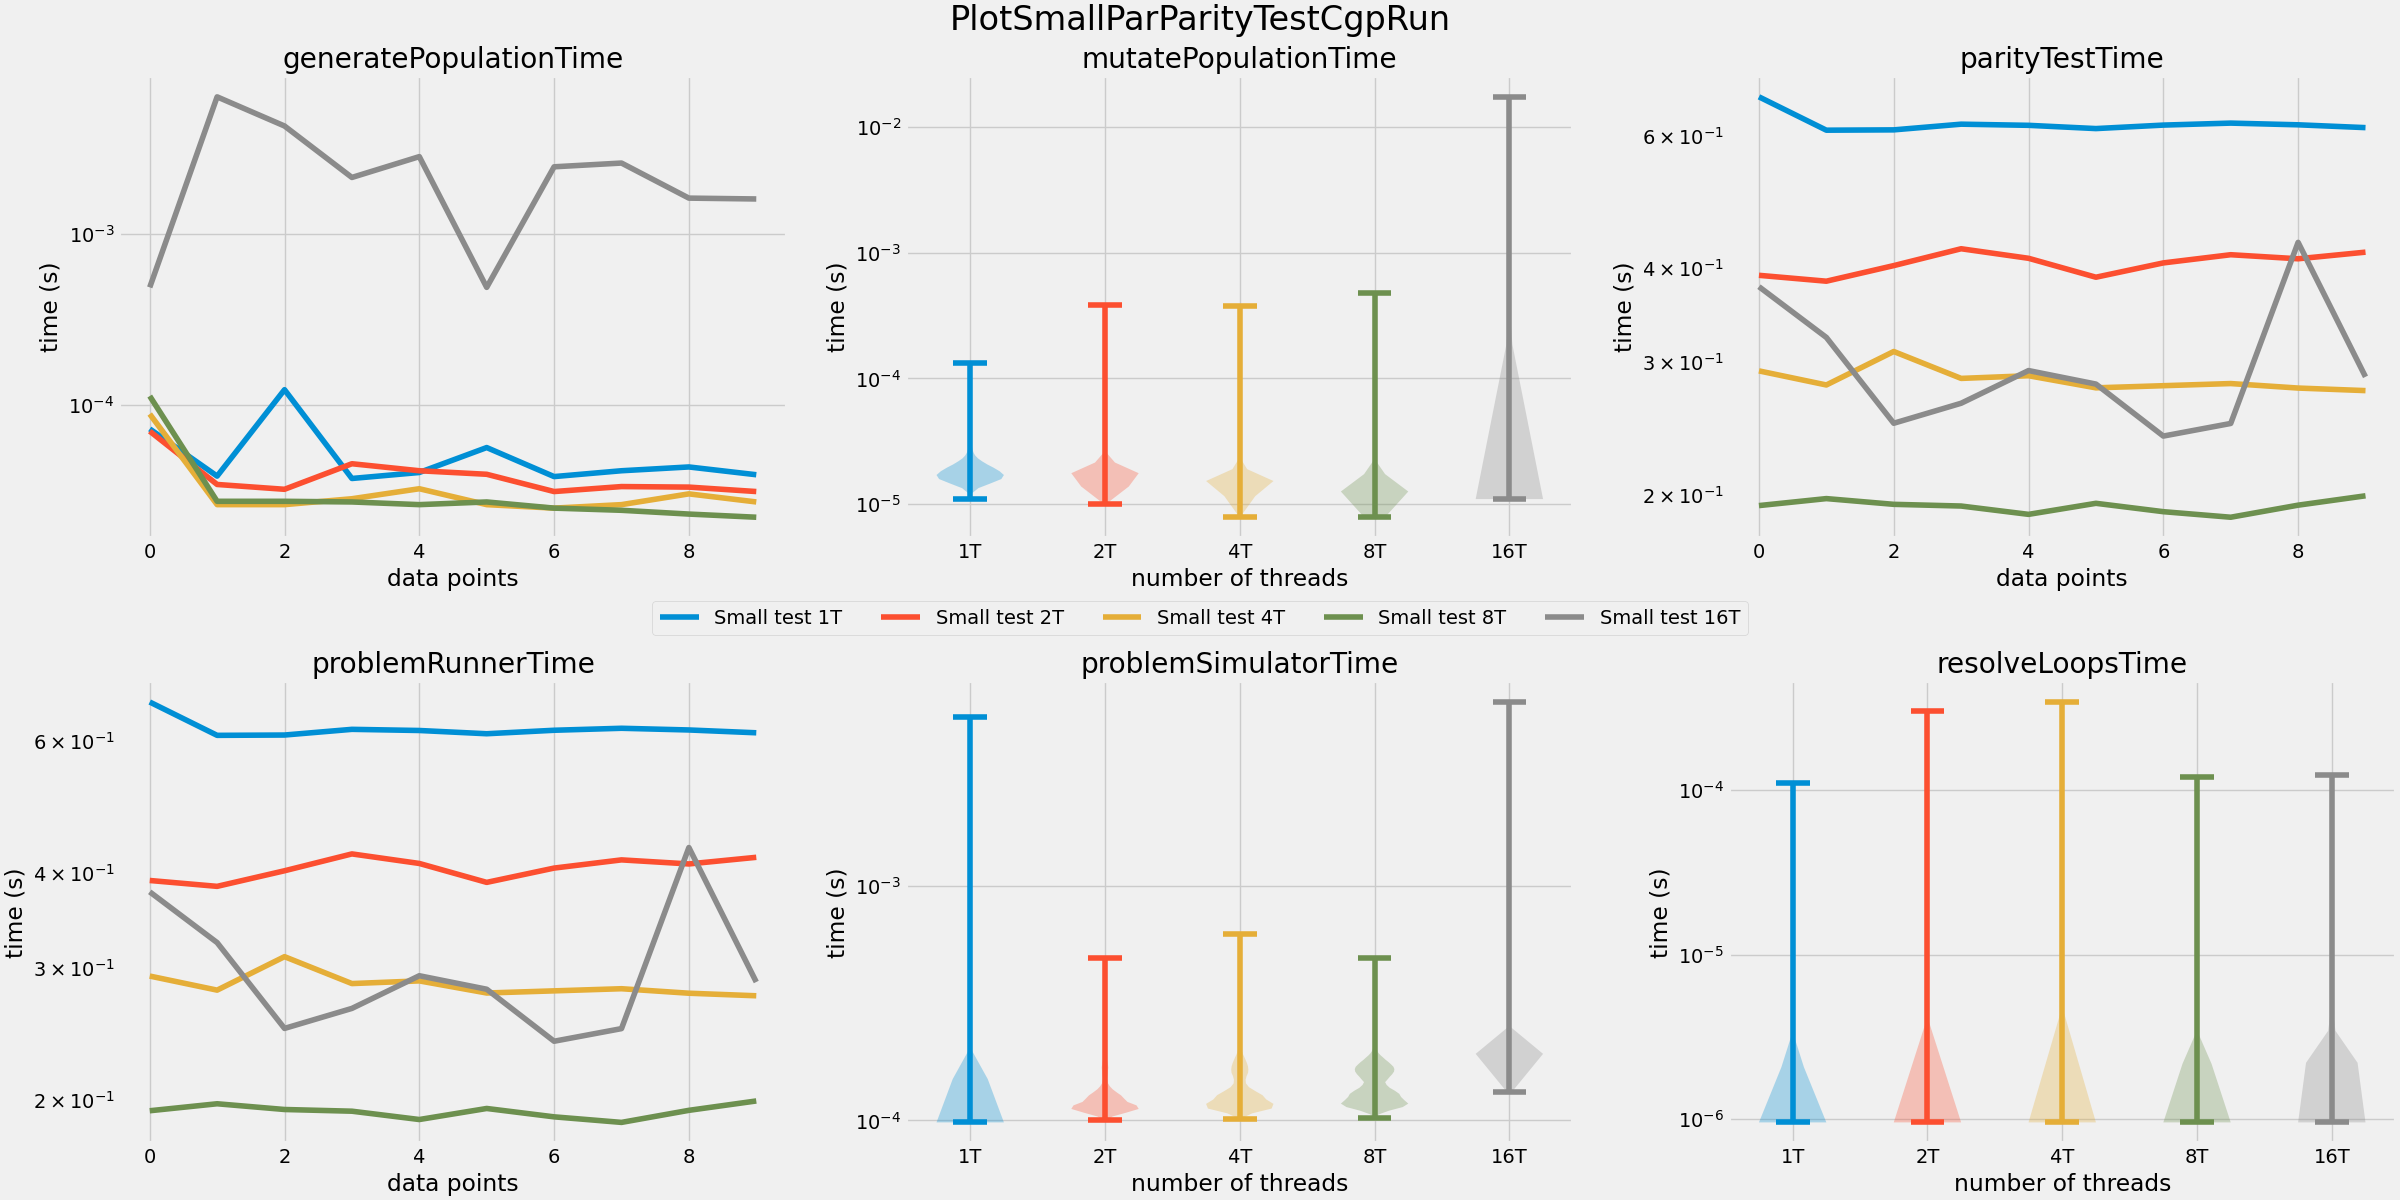 PlotSmallParParityTestCgpRun
generatePopulationTime
time (s)
10⁻³
10⁻⁴
0 2 4 6 8
data points
mutatePopulationTime
time (s)
10⁻²
10⁻³
10⁻⁴
10⁻⁵
1T 2T 4T 8T 16T
number of threads
parityTestTime
time (s)
6 × 10⁻¹
4 × 10⁻¹
3 × 10⁻¹
2 × 10⁻¹
0 2 4 6 8
data points
Small test 1T Small test 2T Small test 4T Small test 8T Small test 16T
problemRunnerTime
time (s)
6 × 10⁻¹
4 × 10⁻¹
3 × 10⁻¹
2 × 10⁻¹
0 2 4 6 8
data points
problemSimulatorTime
time (s)
10⁻³
10⁻⁴
1T 2T 4T 8T 16T
number of threads
resolveLoopsTime
time (s)
10⁻⁴
10⁻⁵
10⁻⁶
1T 2T 4T 8T 16T
number of threads